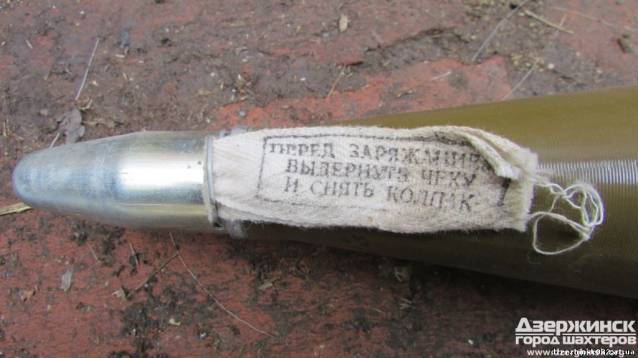 ПЕРЕД ЗАРЯЖАНИЕМ
ВЫДЕРНУТЬ ЧЕКУ
И СНЯТЬ КОЛПАК
Дзержинск
ГОРОД ШАХТЕРОВ